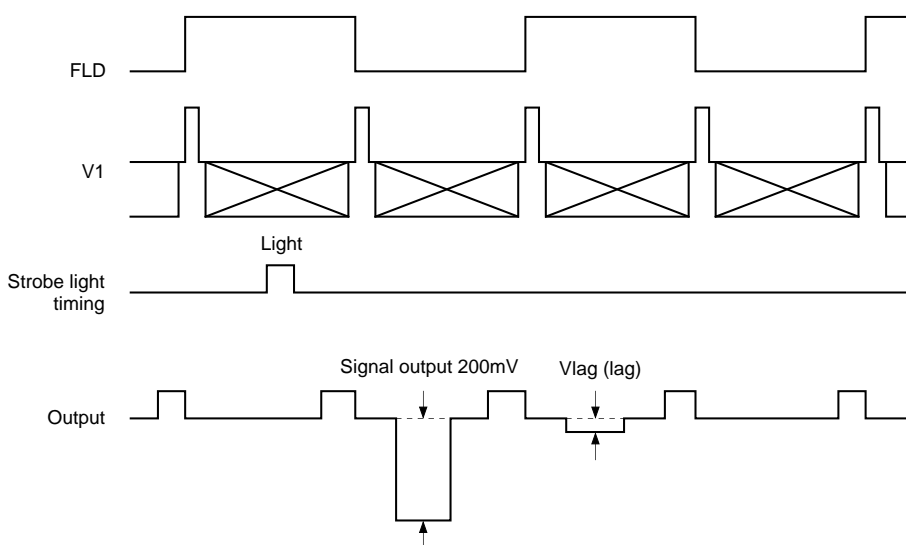 FLD
V1
Light
Strobe light
timing
Signal output 200mV
Vlag (lag)
Output